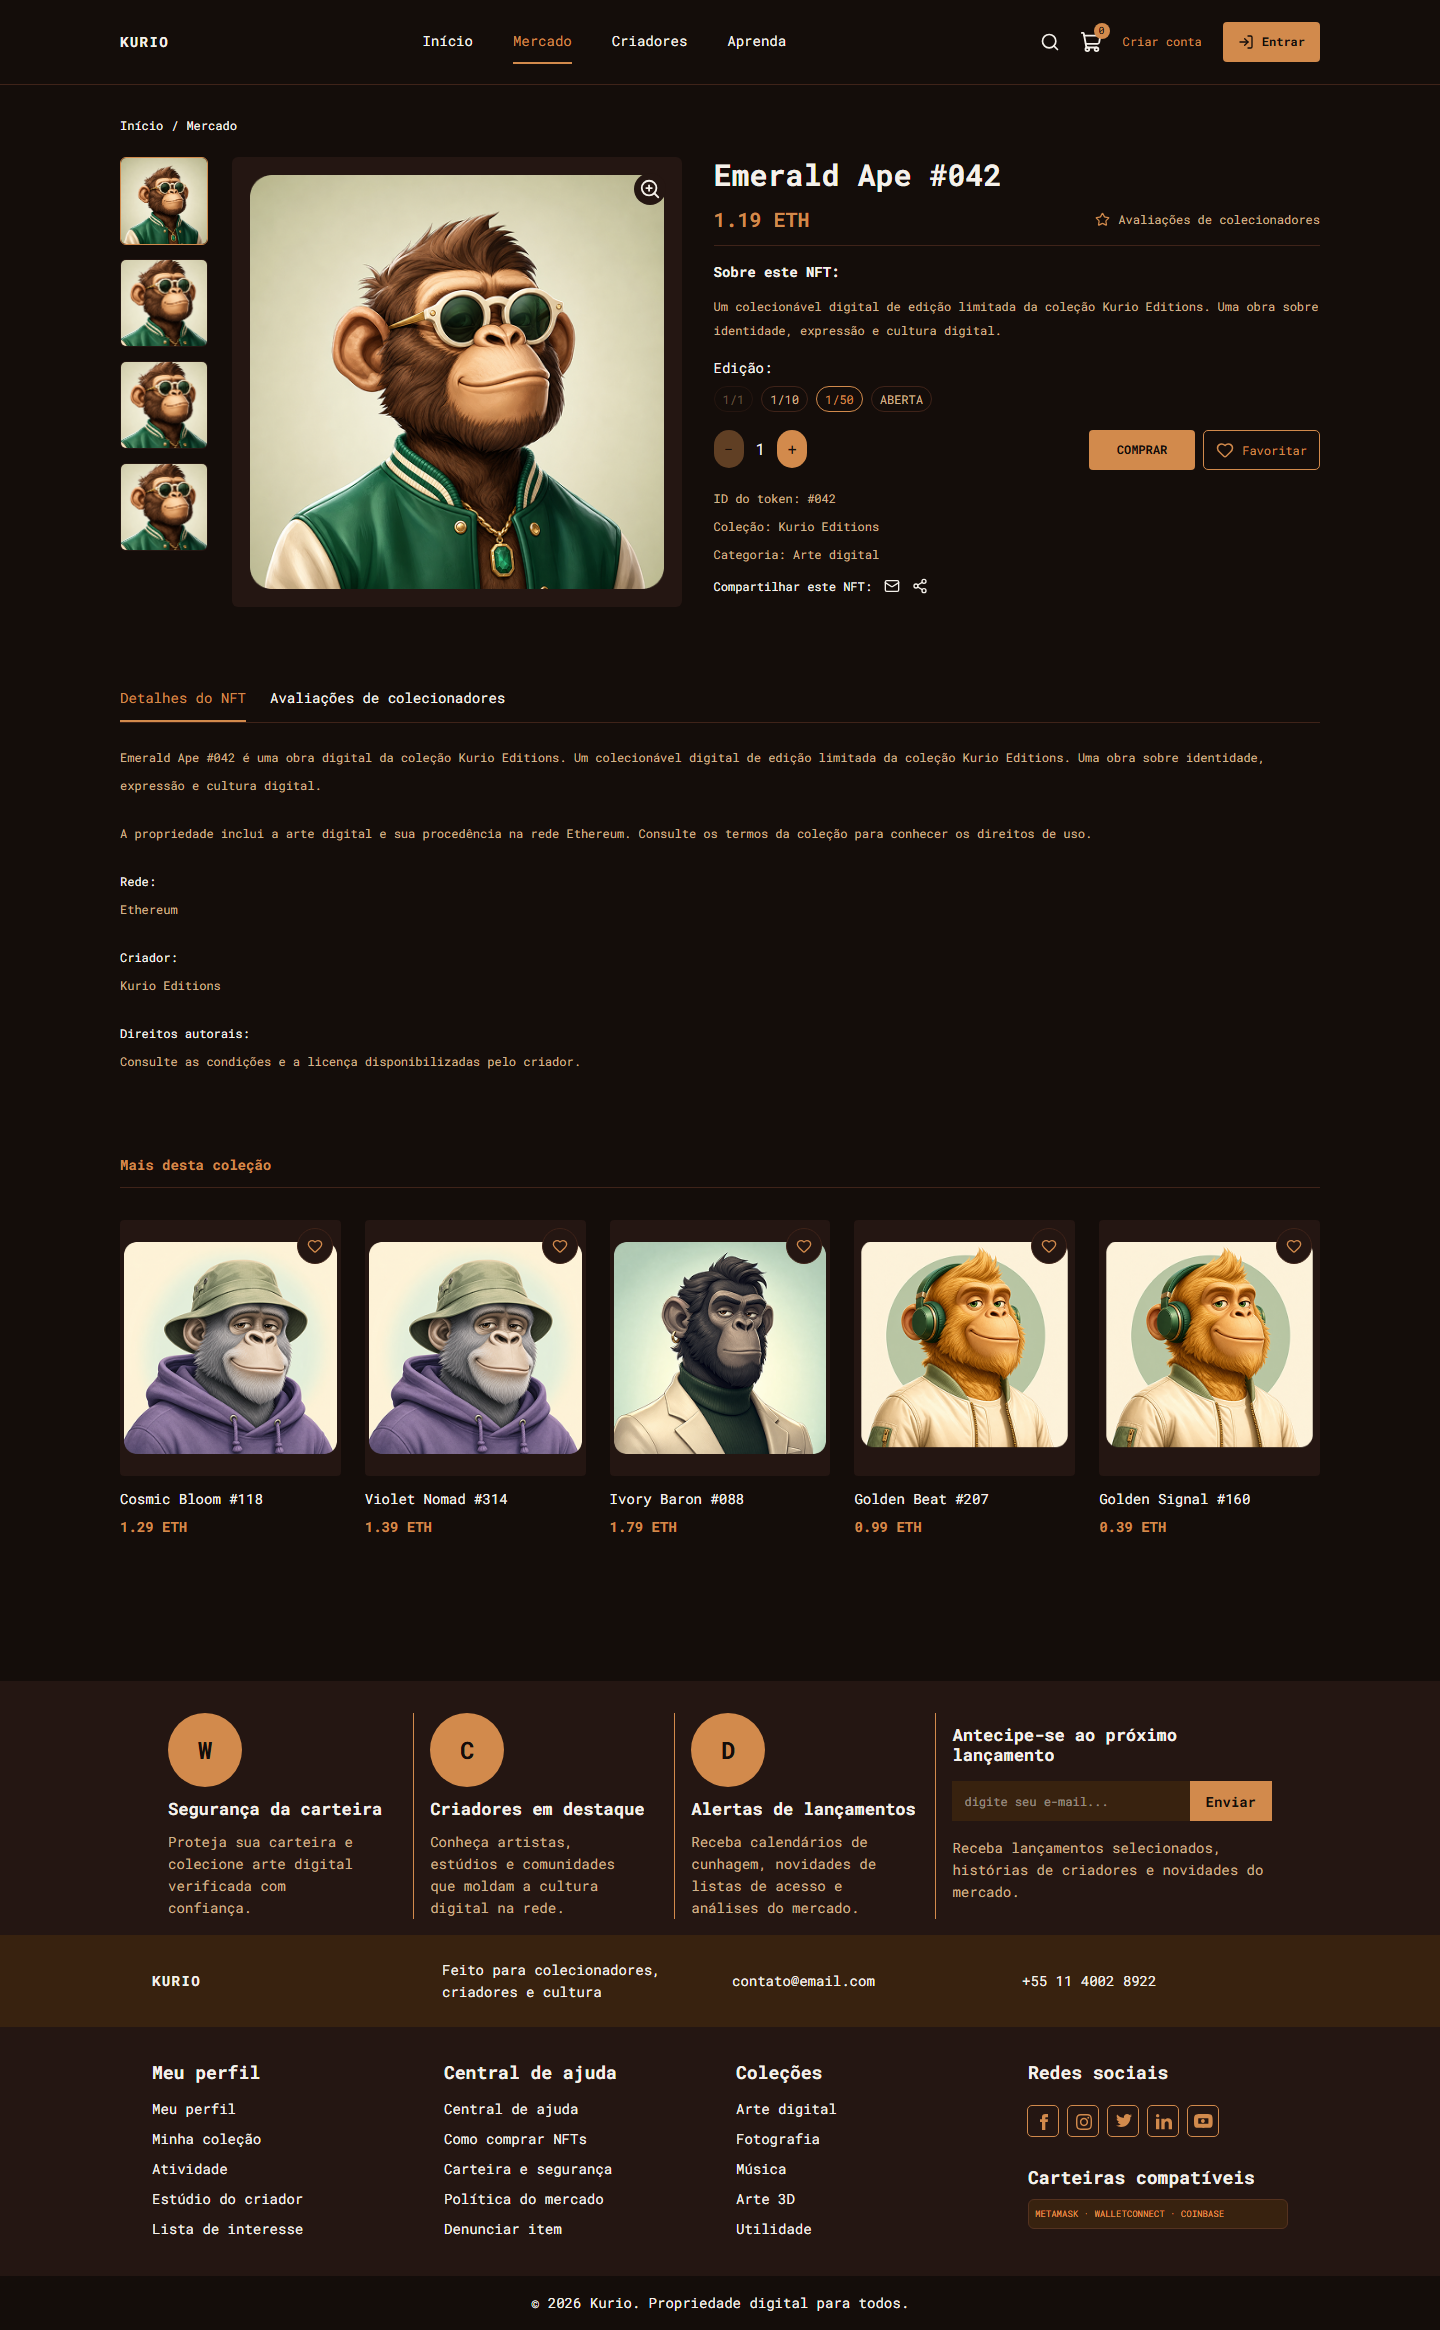 KURIO
Início
Mercado
Criadores
Aprenda
0
Criar conta
Entrar
Início / Mercado
Emerald Ape #042
1.19 ETH
Avaliações de colecionadores
Sobre este NFT:
Um colecionável digital de edição limitada da coleção Kurio Editions. Uma obra sobre
identidade, expressão e cultura digital.
Edição:
1/1
1/10
1/50
ABERTA
− 1 +
COMPRAR
Favoritar
ID do token: #042
Coleção: Kurio Editions
Categoria: Arte digital
Compartilhar este NFT:
Detalhes do NFT
Avaliações de colecionadores
Emerald Ape #042 é uma obra digital da coleção Kurio Editions. Um colecionável digital de edição limitada da coleção Kurio Editions. Uma obra sobre identidade,
expressão e cultura digital.
A propriedade inclui a arte digital e sua procedência na rede Ethereum. Consulte os termos da coleção para conhecer os direitos de uso.
Rede:
Ethereum
Criador:
Kurio Editions
Direitos autorais:
Consulte as condições e a licença disponibilizadas pelo criador.
Mais desta coleção
Cosmic Bloom #118
1.29 ETH
Violet Nomad #314
1.39 ETH
Ivory Baron #088
1.79 ETH
Golden Beat #207
0.99 ETH
Golden Signal #160
0.39 ETH
W
Segurança da carteira
Proteja sua carteira e
colecione arte digital
verificada com
confiança.
C
Criadores em destaque
Conheça artistas,
estúdios e comunidades
que moldam a cultura
digital na rede.
D
Alertas de lançamentos
Receba calendários de
cunhagem, novidades de
listas de acesso e
análises do mercado.
Antecipe-se ao próximo
lançamento
digite seu e-mail...
Enviar
Receba lançamentos selecionados,
histórias de criadores e novidades do
mercado.
KURIO
Feito para colecionadores,
criadores e cultura
contato@email.com
+55 11 4002 8922
Meu perfil
Meu perfil
Minha coleção
Atividade
Estúdio do criador
Lista de interesse
Central de ajuda
Central de ajuda
Como comprar NFTs
Carteira e segurança
Política do mercado
Denunciar item
Coleções
Arte digital
Fotografia
Música
Arte 3D
Utilidade
Redes sociais
Carteiras compatíveis
METAMASK · WALLETCONNECT · COINBASE
© 2026 Kurio. Propriedade digital para todos.